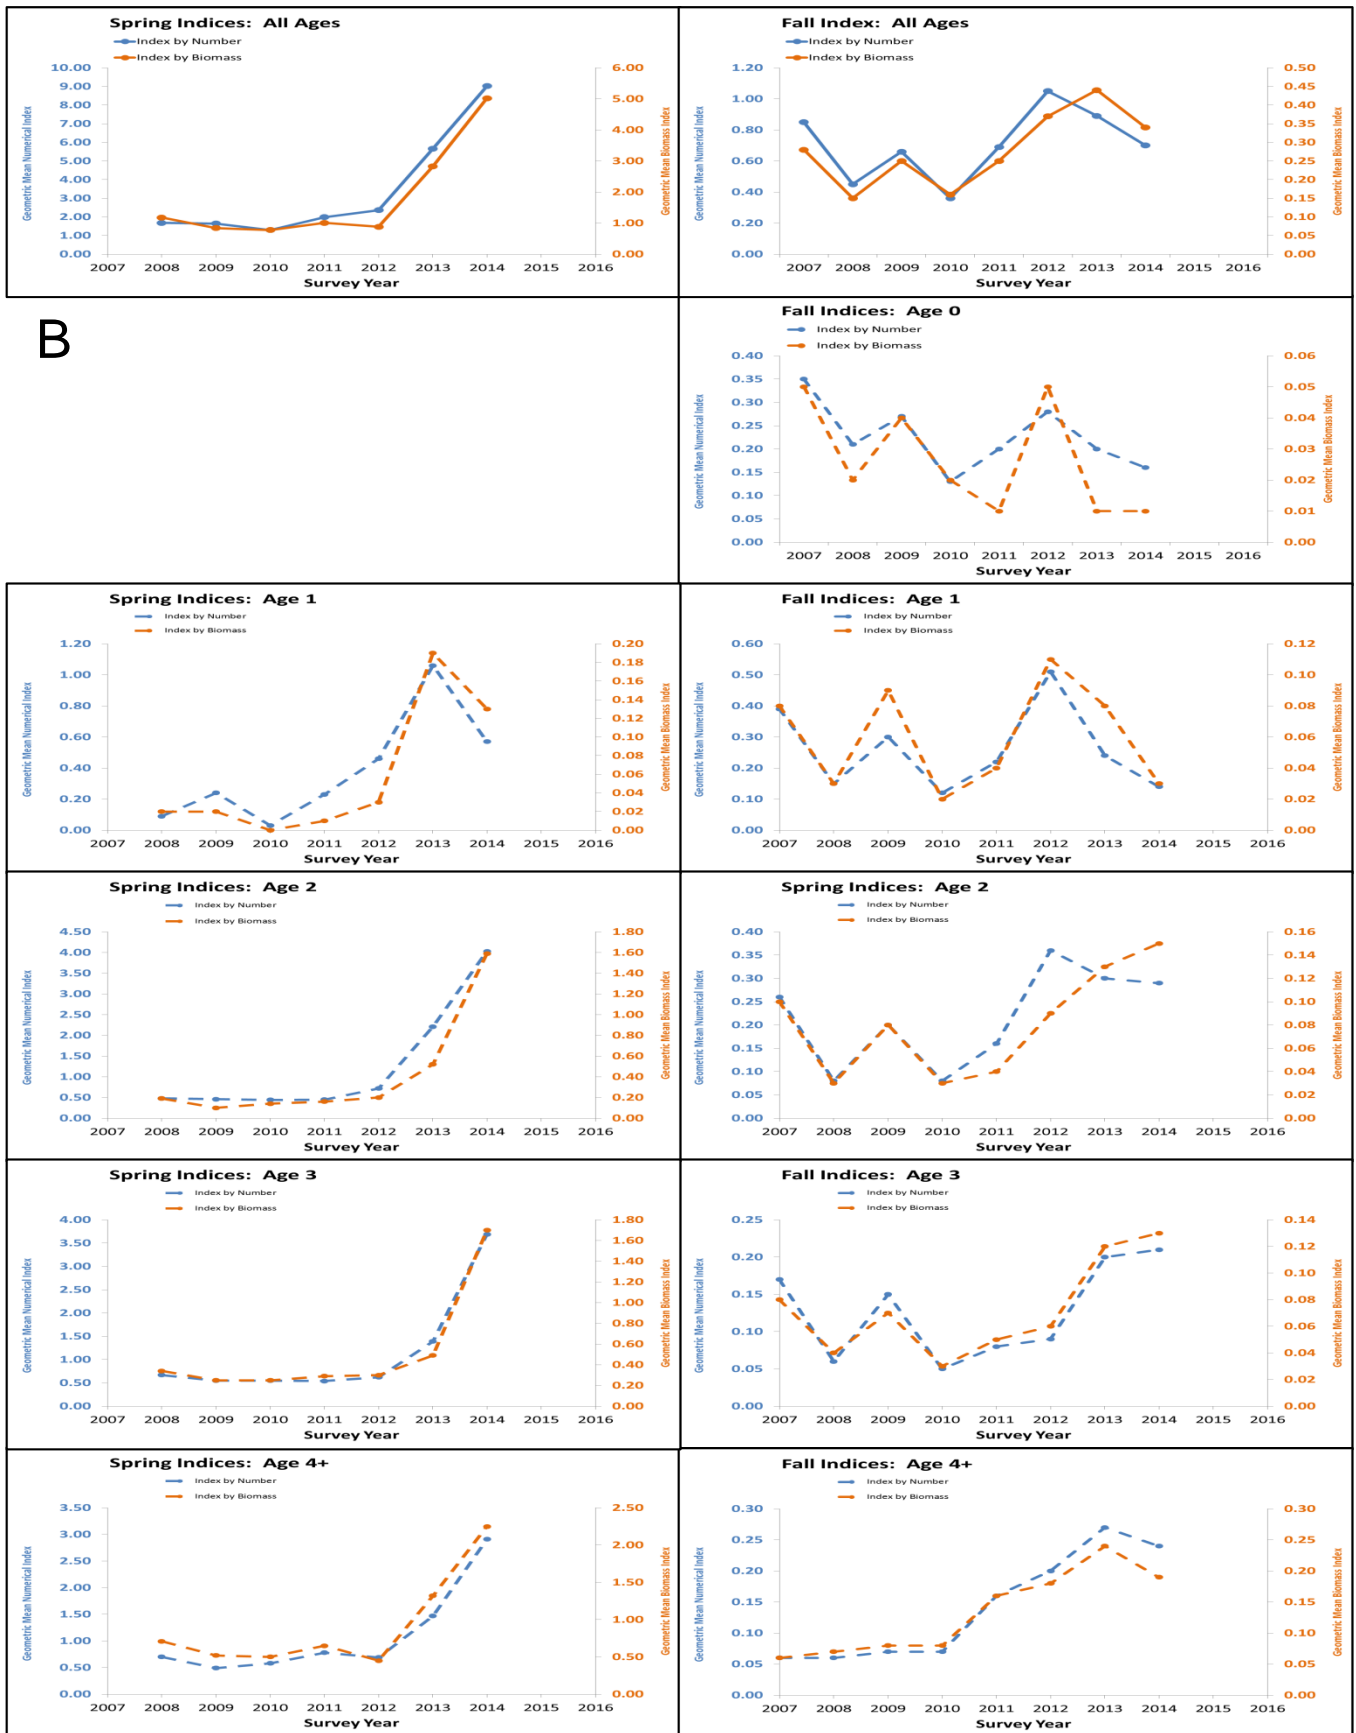 Spring Indices: All Ages
Index by Number
Index by Biomass
Geometric Mean Numerical Index
10.00
9.00
8.00
7.00
6.00
5.00
4.00
3.00
2.00
1.00
0.00
6.00
5.00
4.00
3.00
2.00
1.00
0.00
Geometric Mean Biomass Index
2007 2008 2009 2010 2011 2012 2013 2014 2015 2016
Survey Year
Fall Index: All Ages
Index by Number
Index by Biomass
Geometric Mean Numerical Index
1.20
1.00
0.80
0.60
0.40
0.20
0.00
0.50
0.45
0.40
0.35
0.30
0.25
0.20
0.15
0.10
0.05
0.00
Geometric Mean Biomass Index
2007 2008 2009 2010 2011 2012 2013 2014 2015 2016
Survey Year
B
Fall Indices: Age 0
Index by Number
Index by Biomass
Geometric Mean Numerical Index
0.40
0.35
0.30
0.25
0.20
0.15
0.10
0.05
0.00
0.06
0.05
0.04
0.03
0.02
0.01
0.00
Geometric Mean Biomass Index
2007 2008 2009 2010 2011 2012 2013 2014 2015 2016
Survey Year
Spring Indices: Age 1
Index by Number
Index by Biomass
Geometric Mean Numerical Index
1.20
1.00
0.80
0.60
0.40
0.20
0.00
0.20
0.18
0.16
0.14
0.12
0.10
0.08
0.06
0.04
0.02
0.00
Geometric Mean Biomass Index
2007 2008 2009 2010 2011 2012 2013 2014 2015 2016
Survey Year
Fall Indices: Age 1
Index by Number
Index by Biomass
Geometric Mean Numerical Index
0.60
0.50
0.40
0.30
0.20
0.10
0.00
0.12
0.10
0.08
0.06
0.04
0.02
0.00
Geometric Mean Biomass Index
2007 2008 2009 2010 2011 2012 2013 2014 2015 2016
Survey Year
Spring Indices: Age 2
Index by Number
Index by Biomass
Geometric Mean Numerical Index
4.50
4.00
3.50
3.00
2.50
2.00
1.50
1.00
0.50
0.00
1.80
1.60
1.40
1.20
1.00
0.80
0.60
0.40
0.20
0.00
Geometric Mean Biomass Index
2007 2008 2009 2010 2011 2012 2013 2014 2015 2016
Survey Year
Spring Indices: Age 2
Index by Number
Index by Biomass
Geometric Mean Numerical Index
0.40
0.35
0.30
0.25
0.20
0.15
0.10
0.05
0.00
0.16
0.14
0.12
0.10
0.08
0.06
0.04
0.02
0.00
Geometric Mean Biomass Index
2007 2008 2009 2010 2011 2012 2013 2014 2015 2016
Survey Year
Spring Indices: Age 3
Index by Number
Index by Biomass
Geometric Mean Numerical Index
4.00
3.50
3.00
2.50
2.00
1.50
1.00
0.50
0.00
1.80
1.60
1.40
1.20
1.00
0.80
0.60
0.40
0.20
0.00
Geometric Mean Biomass Index
2007 2008 2009 2010 2011 2012 2013 2014 2015 2016
Survey Year
Fall Indices: Age 3
Index by Number
Index by Biomass
Geometric Mean Numerical Index
0.25
0.20
0.15
0.10
0.05
0.00
0.14
0.12
0.10
0.08
0.06
0.04
0.02
0.00
Geometric Mean Biomass Index
2007 2008 2009 2010 2011 2012 2013 2014 2015 2016
Survey Year
Spring Indices: Age 4+
Index by Number
Index by Biomass
Geometric Mean Numerical Index
3.50
3.00
2.50
2.00
1.50
1.00
0.50
0.00
2.50
2.00
1.50
1.00
0.50
0.00
Geometric Mean Biomass Index
2007 2008 2009 2010 2011 2012 2013 2014 2015 2016
Survey Year
Fall Indices: Age 4+
Index by Number
Index by Biomass
Geometric Mean Numerical Index
0.30
0.25
0.20
0.15
0.10
0.05
0.00
0.30
0.25
0.20
0.15
0.10
0.05
0.00
Geometric Mean Biomass Index
2007 2008 2009 2010 2011 2012 2013 2014 2015 2016
Survey Year